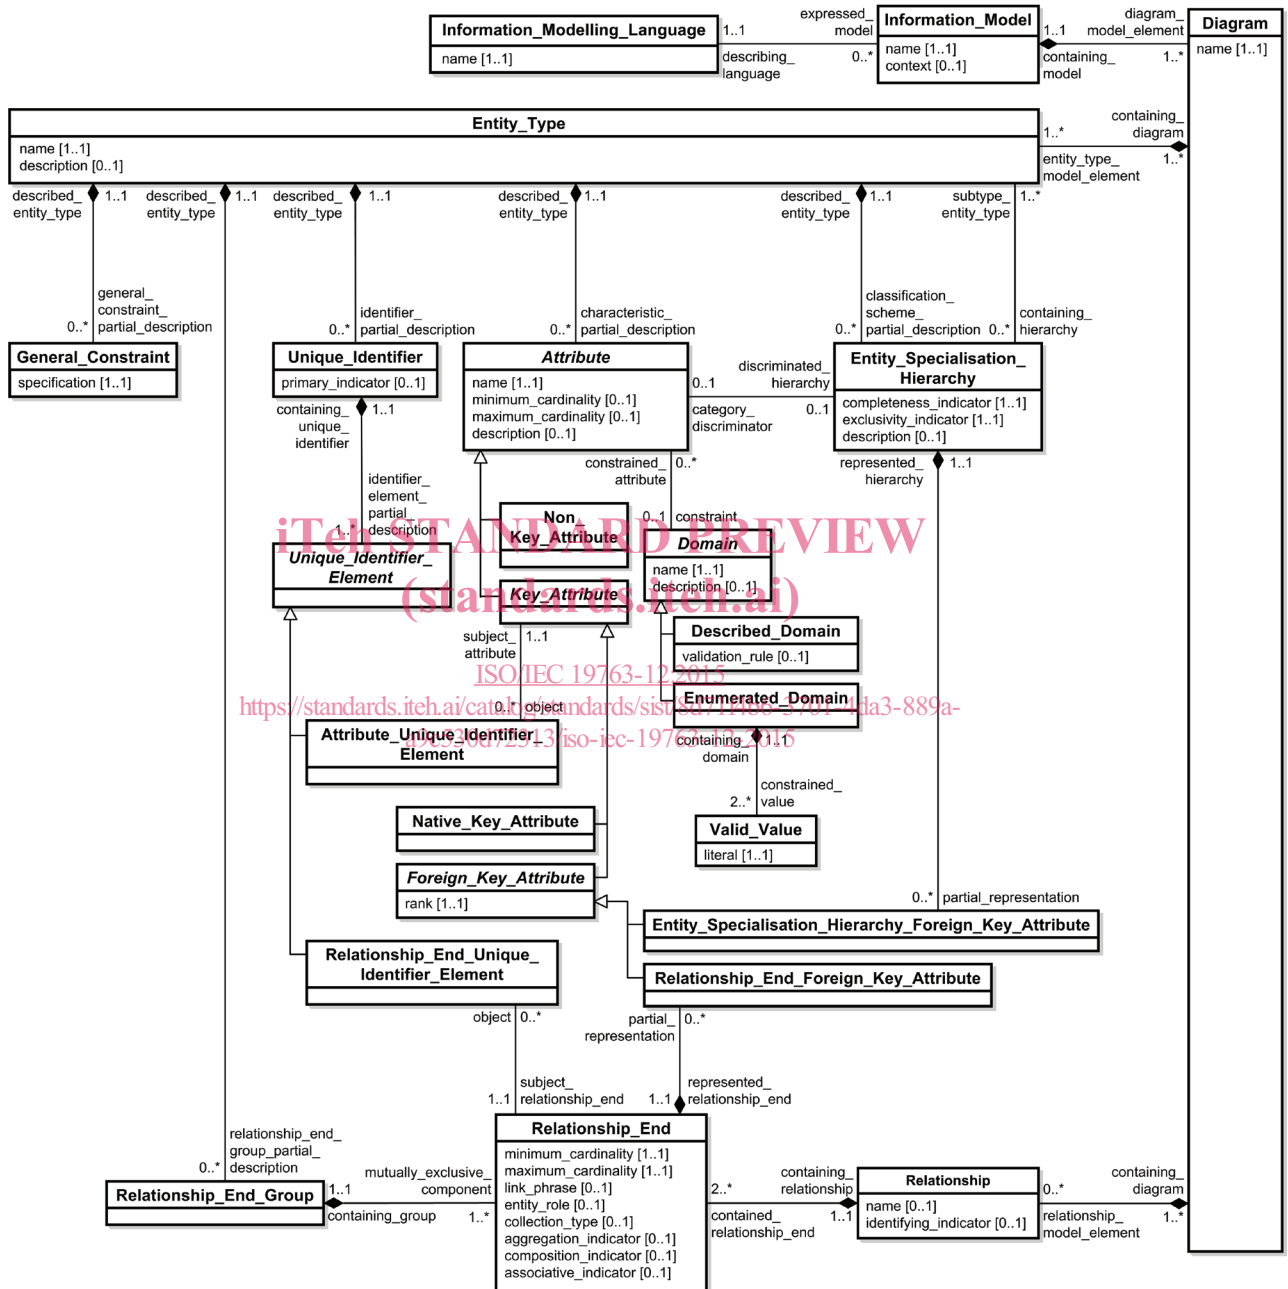 Information_Modelling_Language
name [1..1]
1..1
describing_
language
expressed_
model
0..*
Information_Model
name [1..1]
context [0..1]
1..1
containing_
model
diagram_
model_element
1..*
Diagram
name [1..1]
Entity_Type
name [1..1]
description [0..1]
1..*
entity_type_
model_element
containing_
diagram
1..*
described_
entity_type
1..1
described_
entity_type
1..1
described_
entity_type
1..1
described_
entity_type
1..1
described_
entity_type
1..1
subtype_
entity_type
1..*
general_
constraint_
partial_description
0..*
identifier_
partial_description
0..*
characteristic_
partial_description
0..*
classification_
scheme_
partial_description
0..*
containing_
hierarchy
0..*
General_Constraint
specification [1..1]
Unique_Identifier
primary_indicator [0..1]
Attribute
name [1..1]
minimum_cardinality [0..1]
maximum_cardinality [0..1]
description [0..1]
0..1
category_
discriminator
discriminated_
hierarchy
0..1
Entity_Specialisation_
Hierarchy
completeness_indicator [1..1]
exclusivity_indicator [1..1]
description [0..1]
containing_
unique_
identifier
1..1
identifier_
element_
partial_
description
1..*
constrained_
attribute
0..*
0..1
constraint
represented_
hierarchy
1..1
Non_
Key_Attribute
Key_Attribute
Domain
name [1..1]
description [0..1]
Unique_Identifier_
Element
iTeh STANDARD PREVIEW
(standards.iteh.ai)
subject_
attribute
1..1
Described_Domain
validation_rule [0..1]
ISO/IEC 19763-12:2015
Enumerated_Domain
0..* object
Attribute_Unique_Identifier_
Element
containing_
domain
1..1
constrained_
value
2..*
Native_Key_Attribute
Valid_Value
literal [1..1]
Foreign_Key_Attribute
rank [1..1]
0..* partial_representation
Entity_Specialisation_Hierarchy_Foreign_Key_Attribute
Relationship_End_Unique_
Identifier_Element
Relationship_End_Foreign_Key_Attribute
object
0..*
partial_
representation
0..*
subject_
relationship_end
1..1
represented_
relationship_end
1..1
Relationship_End
minimum_cardinality [1..1]
maximum_cardinality [1..1]
link_phrase [0..1]
entity_role [0..1]
collection_type [0..1]
aggregation_indicator [0..1]
composition_indicator [0..1]
associative_indicator [0..1]
relationship_end_
group_partial_
description
0..*
Relationship_End_Group
1..1
containing_group
mutually_exclusive_
component
1..*
2..*
contained_
relationship_end
containing_
relationship
1..1
Relationship
name [0..1]
identifying_indicator [0..1]
0..*
relationship_
model_element
containing_
diagram
1..*